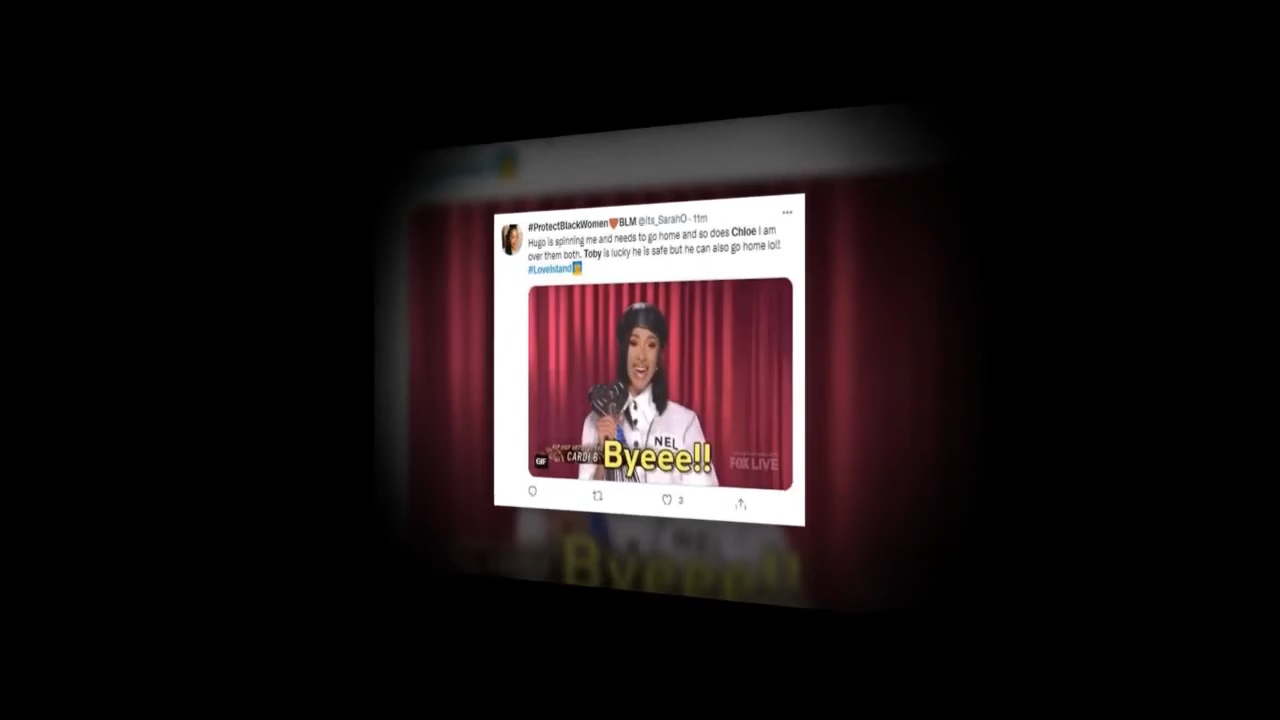 #ProtectBlackWomen❤️BLM @its_SarahO · 11m
Hugo is spinning me and needs to go home and so does Chloe I am
over them both. Toby is lucky he is safe but he can also go home lol!
#LoveIsland
NEL
CARDI B
Byeee!!
FOX LIVE
GIF
3
Byeee!!